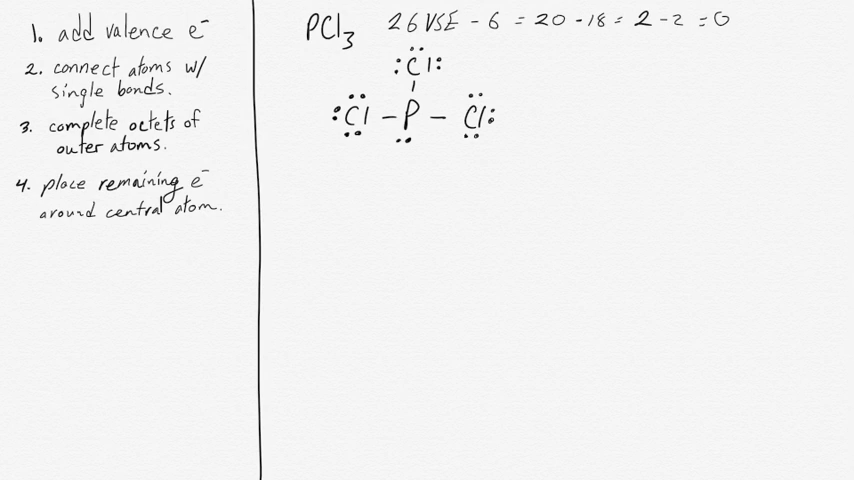 1. add valence e⁻
2. connect atoms w/
single bonds.
3. complete octets of
outer atoms.
4. place remaining e⁻
around central atom.
PCl₃ 26 VSE - 6 = 20 - 18 = 2 - 2 = 0
:Cl:
:Cl - P - Cl: